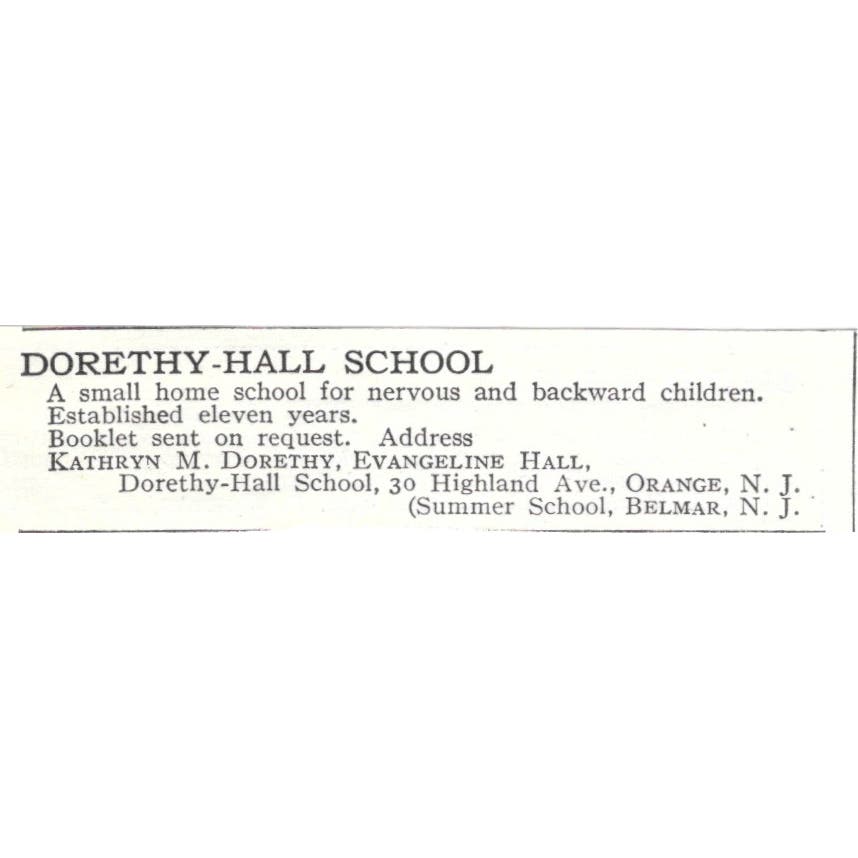 DORETHY-HALL SCHOOL
A small home school for nervous and backward children.
Established eleven years.
Booklet sent on request. Address
KATHRYN M. DORETHY, EVANGELINE HALL,
Dorethy-Hall School, 30 Highland Ave., ORANGE, N. J.
(Summer School, BELMAR, N. J.